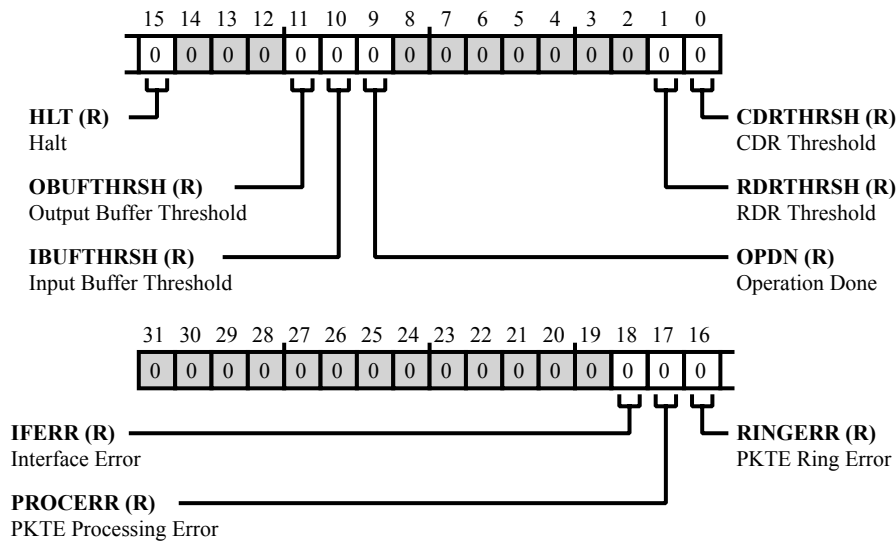 15 14 13 12 11 10 9 8 7 6 5 4 3 2 1 0
0 0 0 0 0 0 0 0 0 0 0 0 0 0 0 0
HLT (R)
Halt
CDRTHRSH (R)
CDR Threshold
OBUFTHRSH (R)
Output Buffer Threshold
RDRTHRSH (R)
RDR Threshold
IBUFTHRSH (R)
Input Buffer Threshold
OPDN (R)
Operation Done
31 30 29 28 27 26 25 24 23 22 21 20 19 18 17 16
0 0 0 0 0 0 0 0 0 0 0 0 0 0 0 0
IFERR (R)
Interface Error
RINGERR (R)
PKTE Ring Error
PROCERR (R)
PKTE Processing Error